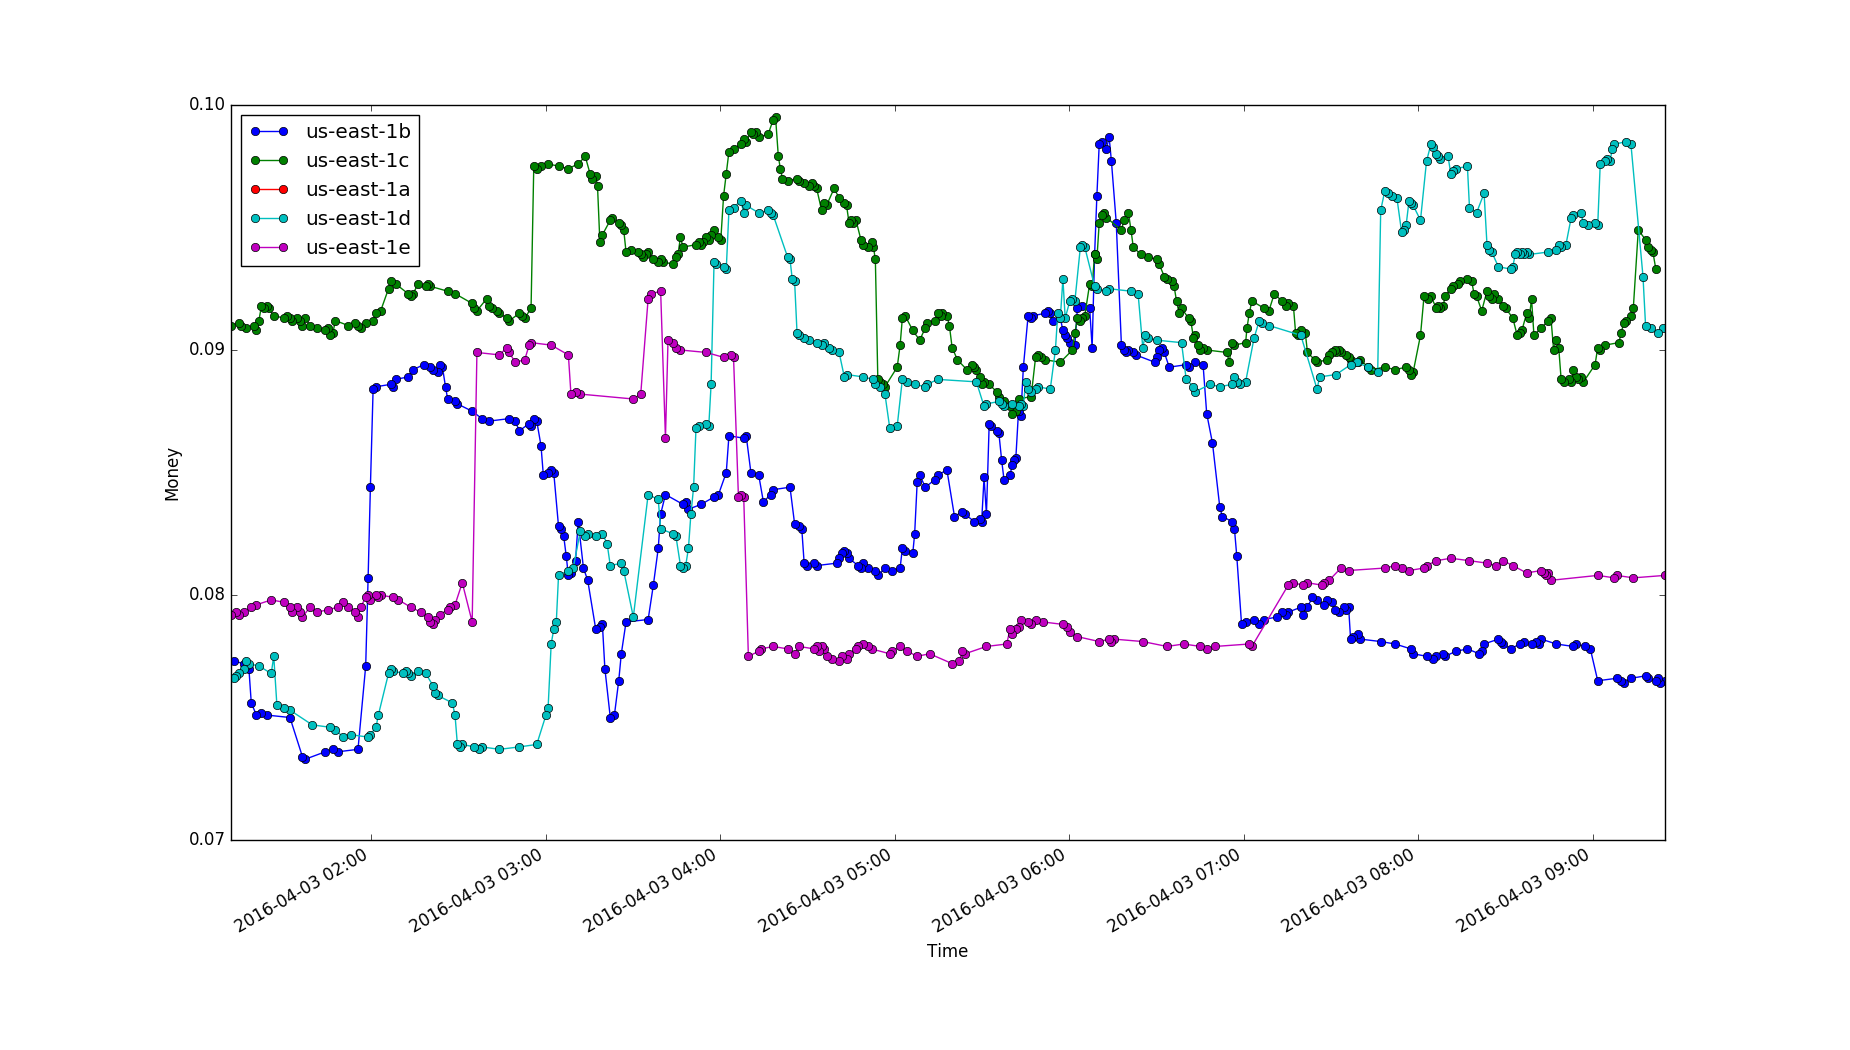 0.10
us-east-1b
us-east-1c
us-east-1a
us-east-1d
us-east-1e
0.09
Money
0.08
0.07
2016-04-03 02:00
2016-04-03 03:00
2016-04-03 04:00
2016-04-03 05:00
2016-04-03 06:00
2016-04-03 07:00
2016-04-03 08:00
2016-04-03 09:00
Time